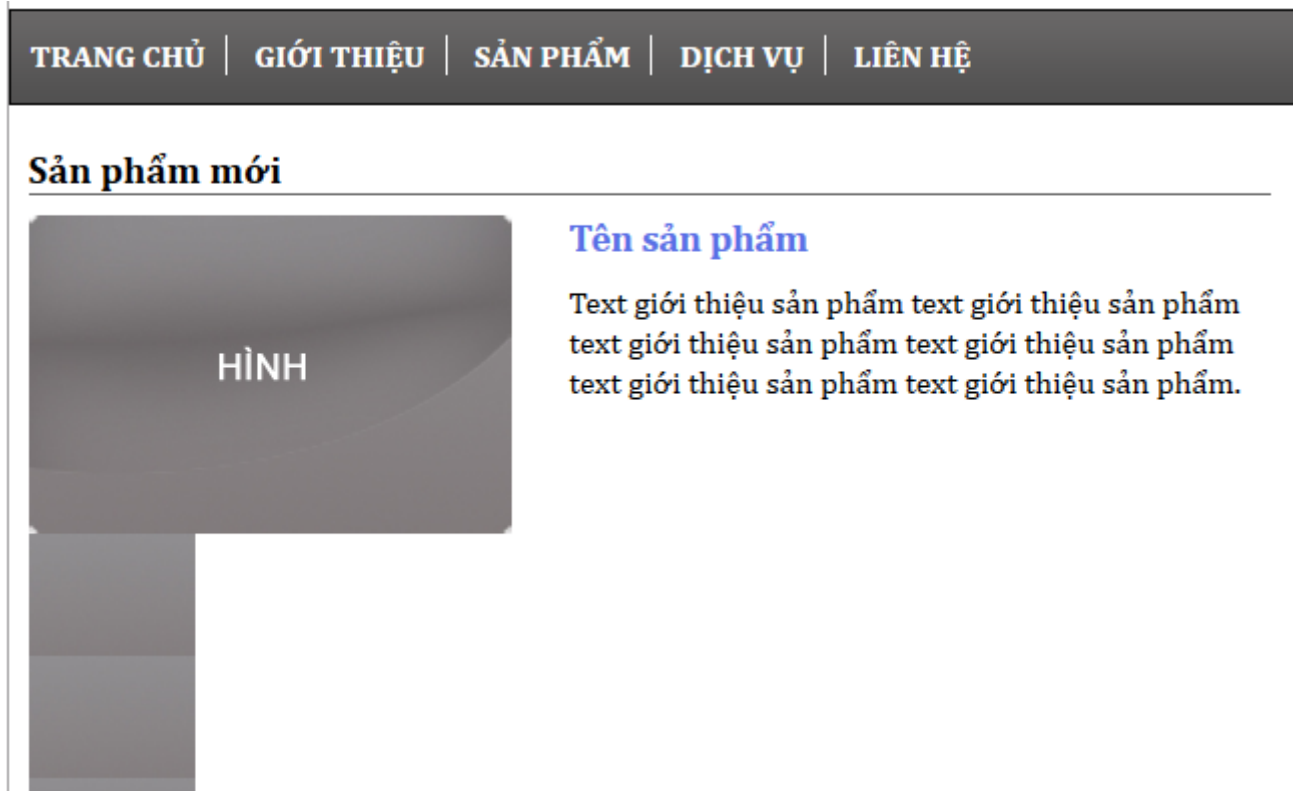 TRANG CHỦ GIỚI THIỆU SẢN PHẨM DỊCH VỤ LIÊN HỆ
Sản phẩm mới
HÌNH
Tên sản phẩm
Text giới thiệu sản phẩm text giới thiệu sản phẩm
text giới thiệu sản phẩm text giới thiệu sản phẩm
text giới thiệu sản phẩm text giới thiệu sản phẩm.